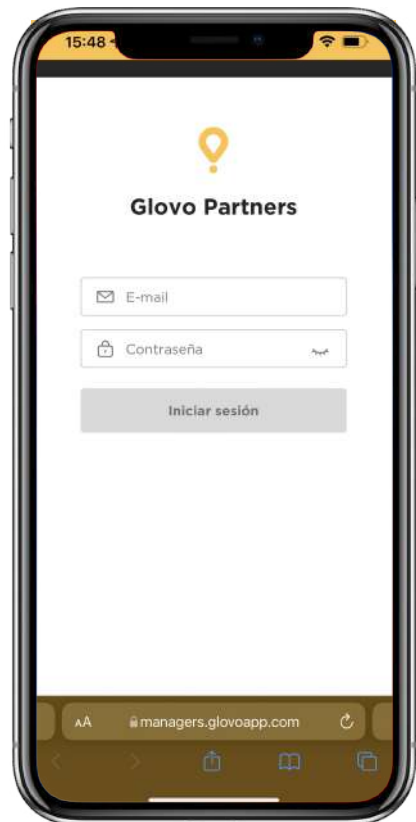 15:48
Glovo Partners
E-mail
Contraseña
Iniciar sesión
AA managers.glovoapp.com